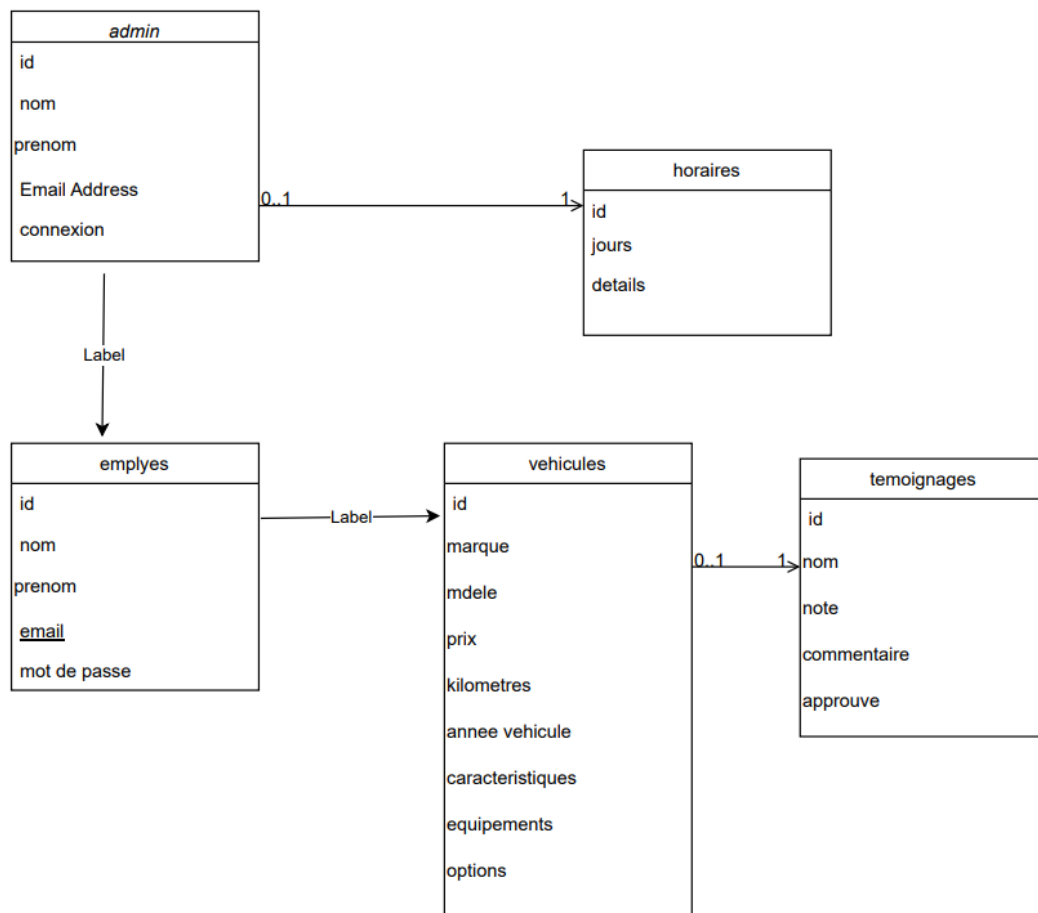 admin
id
nom
prenom
Email Address
connexion
0..1
1
horaires
id
jours
details
Label
emplyes
id
nom
prenom
email
mot de passe
Label
vehicules
id
marque
mdele
prix
kilometres
anneè vehicule
caracteristiques
equipements
options
0..1
1
temoignages
id
nom
note
commentaire
approuve